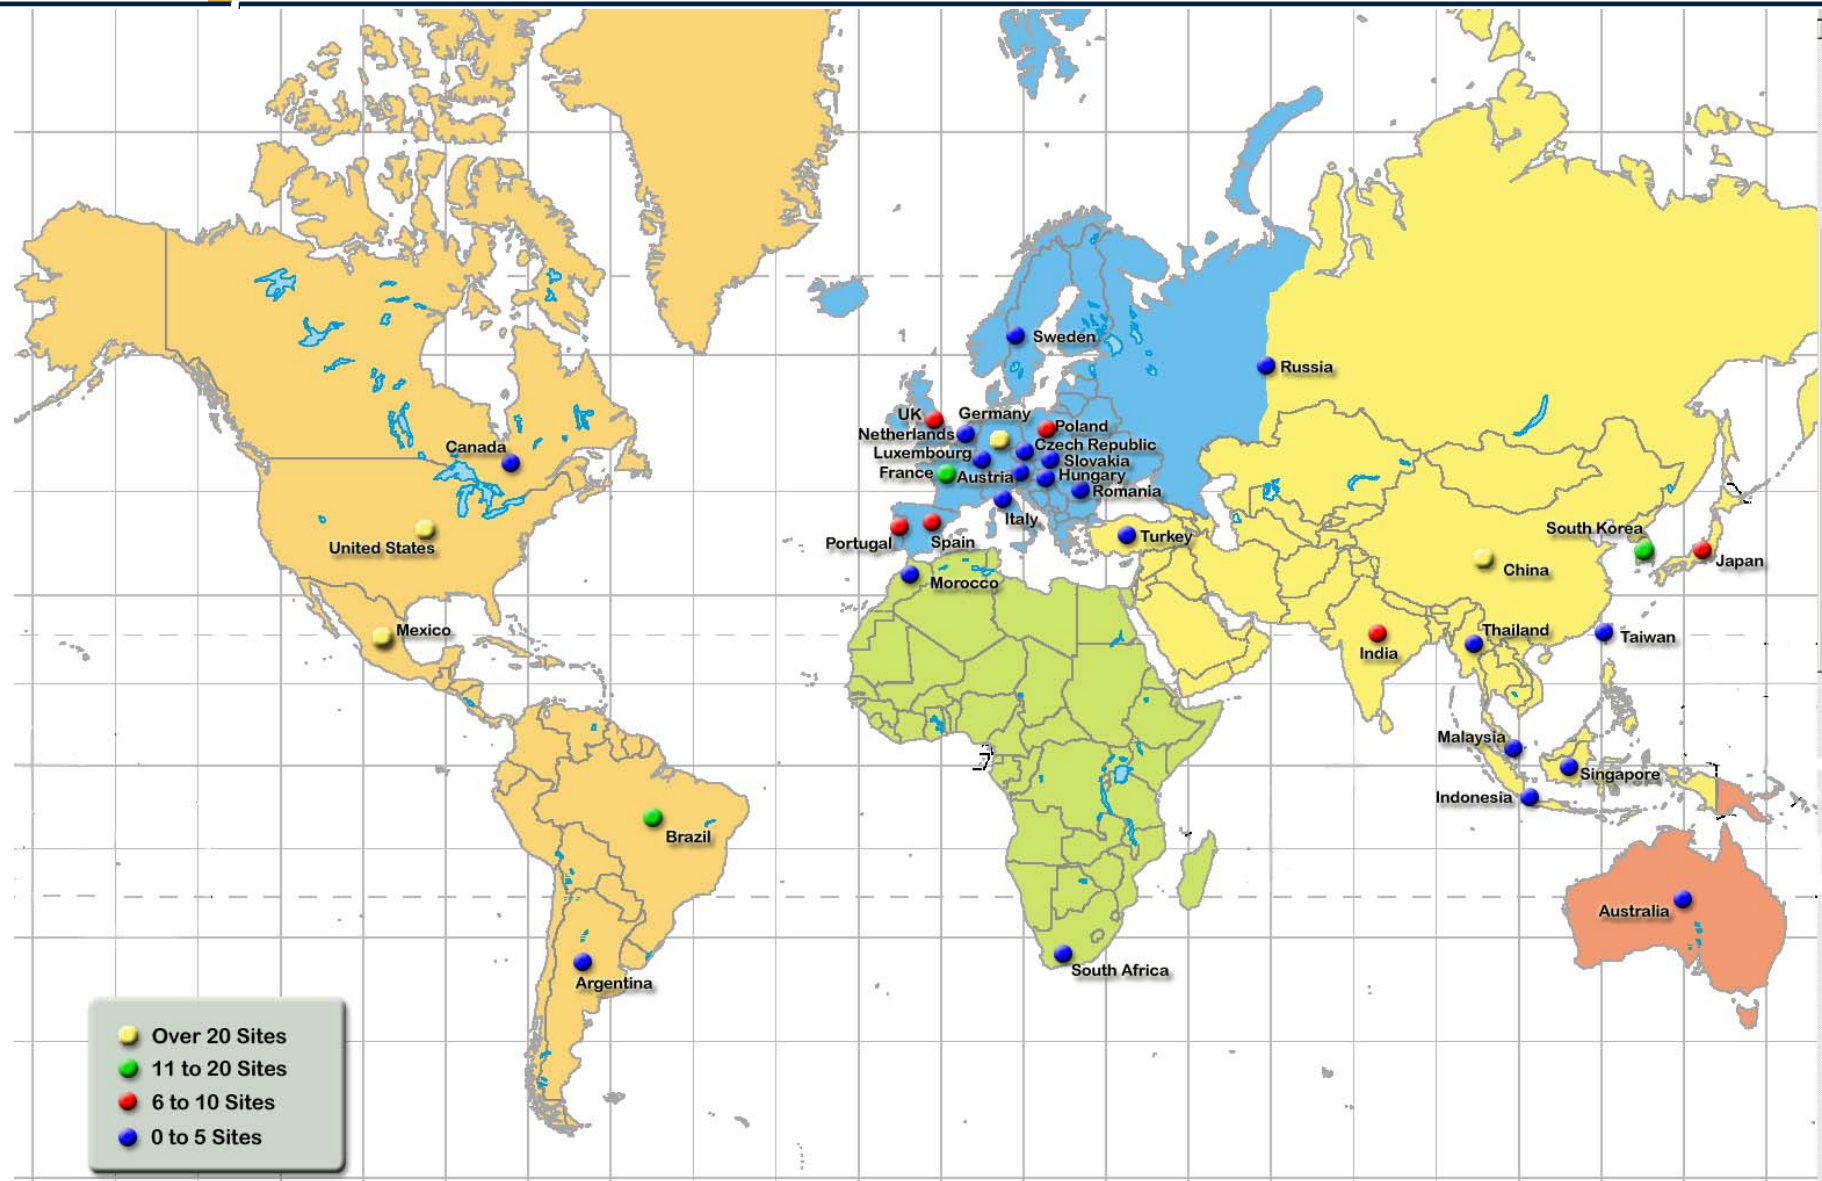 Sweden
Russia
UK
Germany
Poland
Netherlands
Czech Republic
Luxembourg
Slovakia
France
Austria
Hungary
Romania
Canada
Italy
Portugal
Spain
Turkey
South Korea
Japan
China
United States
Morocco
Mexico
Thailand
Taiwan
India
Malaysia
Singapore
Indonesia
Brazil
Australia
South Africa
Argentina
Over 20 Sites
11 to 20 Sites
6 to 10 Sites
0 to 5 Sites